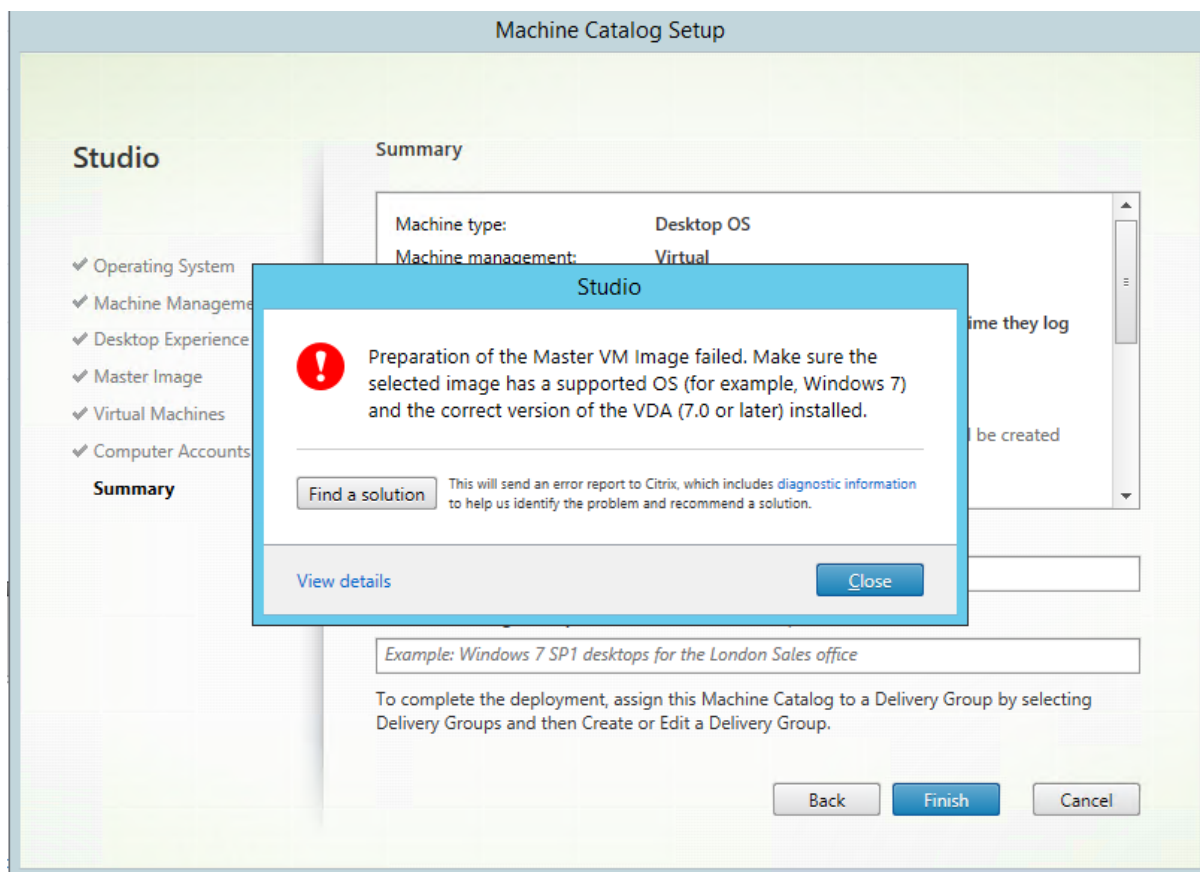 Machine Catalog Setup
Studio
✔ Operating System
✔ Machine Manageme
✔ Desktop Experience
✔ Master Image
✔ Virtual Machines
✔ Computer Accounts
Summary
Summary
Machine type: Desktop OS
Machine management: Virtual
ime they log
l be created
Studio
Preparation of the Master VM Image failed. Make sure the
selected image has a supported OS (for example, Windows 7)
and the correct version of the VDA (7.0 or later) installed.
Find a solution
This will send an error report to Citrix, which includes diagnostic information
to help us identify the problem and recommend a solution.
View details
Close
Example: Windows 7 SP1 desktops for the London Sales office
To complete the deployment, assign this Machine Catalog to a Delivery Group by selecting
Delivery Groups and then Create or Edit a Delivery Group.
Back Finish Cancel